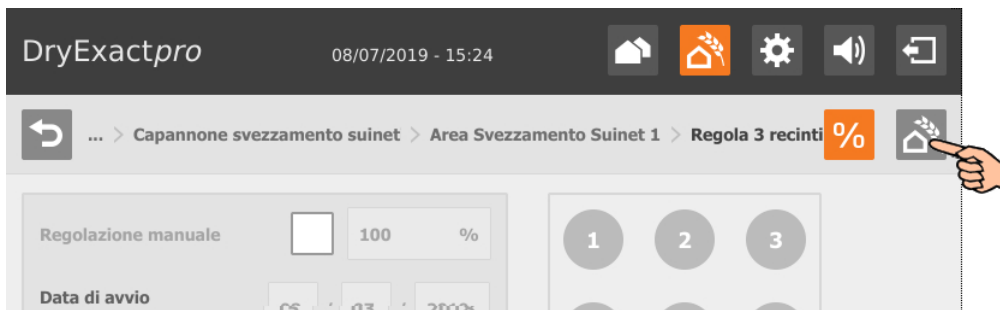 DryExactpro 08/07/2019 - 15:24
... > Capannone svezzamento suinet > Area Svezzamento Suinet 1 > Regola 3 recinti %
Regolazione manuale 100 %
1 2 3
Data di avvio